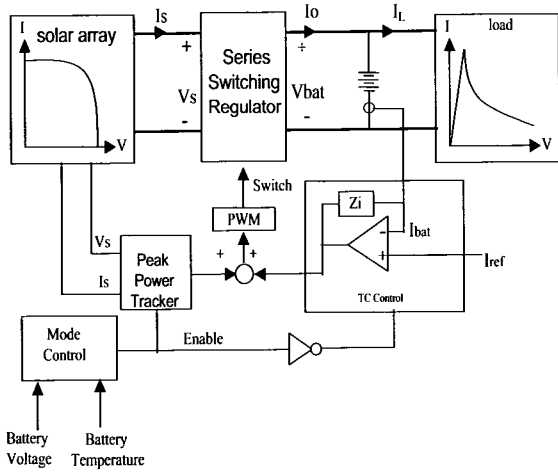 I
solar array
V
Is
+
Vs
-
Series
Switching
Regulator
Io
+
Vbat
-
IL
load
I
V
Switch
PWM
+ +
Vs
Is
Peak
Power
Tracker
Zi
-
Ibat
+
Iref
TC Control
Mode
Control
Enable
Battery
Voltage
Battery
Temperature